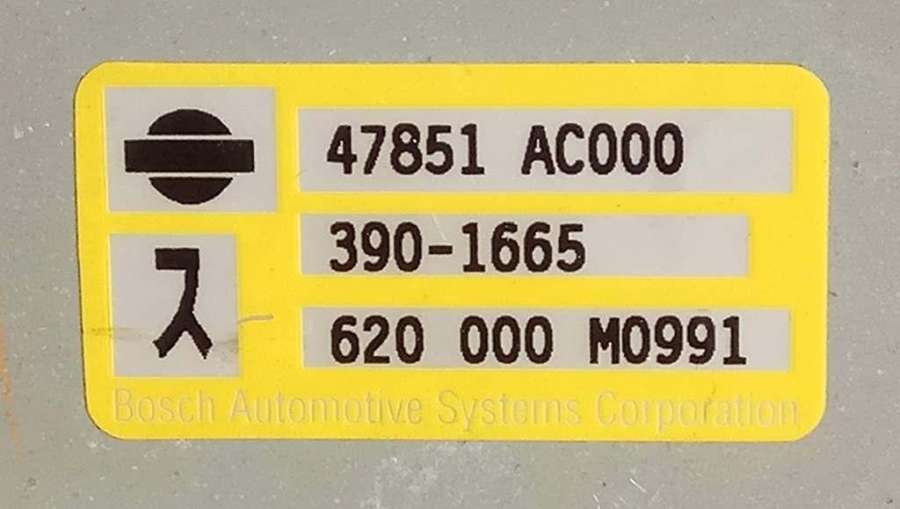 47851 AC000
390-1665
ス
620 000 M0991
Bosch Automotive Systems Corporation